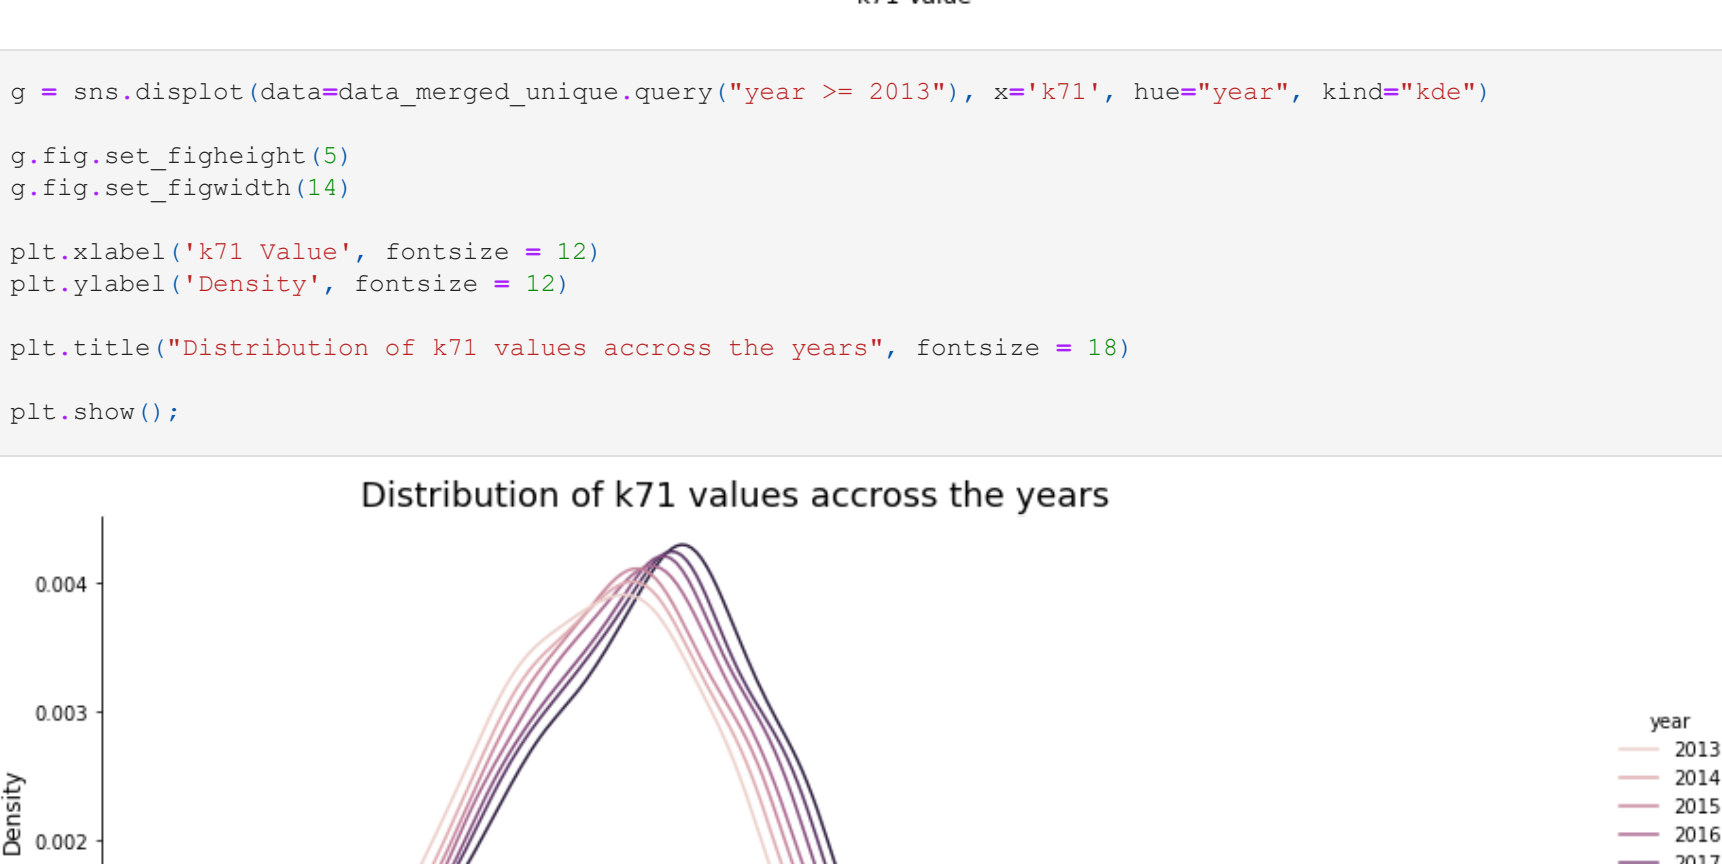 k71 Value
g = sns.displot(data=data_merged_unique.query("year >= 2013"), x='k71', hue="year", kind="kde")
g.fig.set_figheight(5)
g.fig.set_figwidth(14)
plt.xlabel('k71 Value', fontsize = 12)
plt.ylabel('Density', fontsize = 12)
plt.title("Distribution of k71 values accross the years", fontsize = 18)
plt.show();
Distribution of k71 values accross the years
0.004
0.003
0.002
Density
year
2013
2014
2015
2016
2017